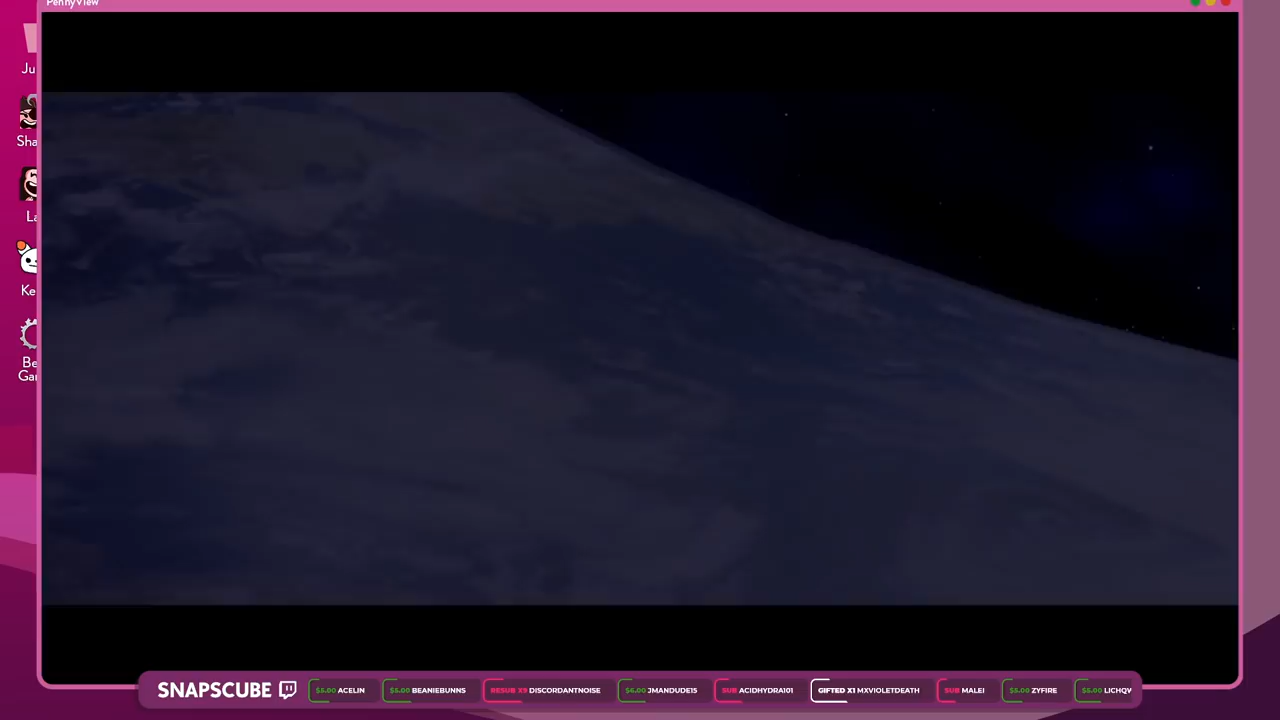 PennyView
Ju
Sha
La
Ke
Be
Gar
SNAPSCUBE
$5.00 ACELIN
$5.00 BEANIEBUNNS
RESUB X9 DISCORDANTNOISE
$6.00 JMANDUDE15
SUB ACIDHYDRA101
GIFTED X1 MXVIOLETDEATH
SUB MALEI
$5.00 ZYFIRE
$5.00 LICHQW